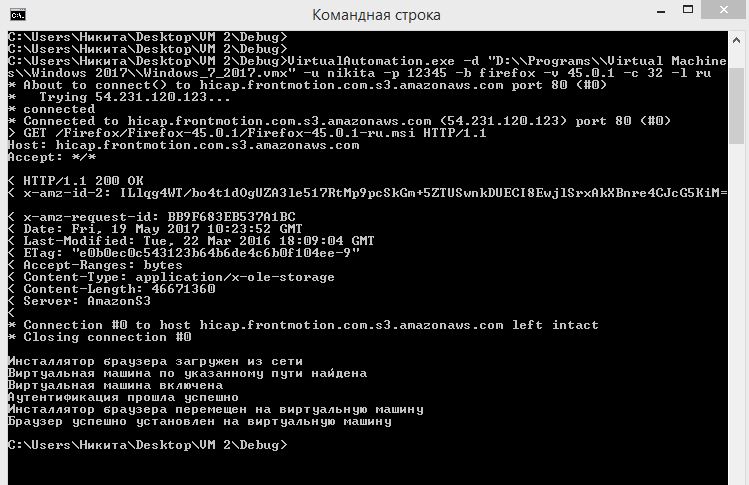 Командная строка
C:\Users\Никита\Desktop\VM 2\Debug>
C:\Users\Никита\Desktop\VM 2\Debug>
C:\Users\Никита\Desktop\VM 2\Debug>VirtualAutomation.exe -d "D:\\Programs\\Virtual Machine
s\\Windows 2017\\Windows_7_2017.vmx" -u nikita -p 12345 -b firefox -v 45.0.1 -c 32 -l ru
* About to connect() to hicap.frontmotion.com.s3.amazonaws.com port 80 (#0)
*   Trying 54.231.120.123...
* connected
* Connected to hicap.frontmotion.com.s3.amazonaws.com (54.231.120.123) port 80 (#0)
> GET /Firefox/Firefox-45.0.1/Firefox-45.0.1-ru.msi HTTP/1.1
Host: hicap.frontmotion.com.s3.amazonaws.com
Accept: */*
< HTTP/1.1 200 OK
< x-amz-id-2: ILlqg4WT/bo4t1dOgUZA3le517RtMp9pcSkGm+5ZTUSwnkDUECI8EwjlSrxAkXBnre4CJcG5KiM=
< x-amz-request-id: BB9F683EB537A1BC
< Date: Fri, 19 May 2017 10:23:52 GMT
< Last-Modified: Tue, 22 Mar 2016 18:09:04 GMT
< ETag: "e0b0ec0c543123b64b6de4c6b0f104ee-9"
< Accept-Ranges: bytes
< Content-Type: application/x-ole-storage
< Content-Length: 46671360
< Server: AmazonS3
<
* Connection #0 to host hicap.frontmotion.com.s3.amazonaws.com left intact
* Closing connection #0
Инсталлятор браузера загружен из сети
Виртуальная машина по указанному пути найдена
Виртуальная машина включена
Аутентификация прошла успешно
Инсталлятор браузера перемещен на виртуальную машину
Браузер успешно установлен на виртуальную машину
C:\Users\Никита\Desktop\VM 2\Debug>